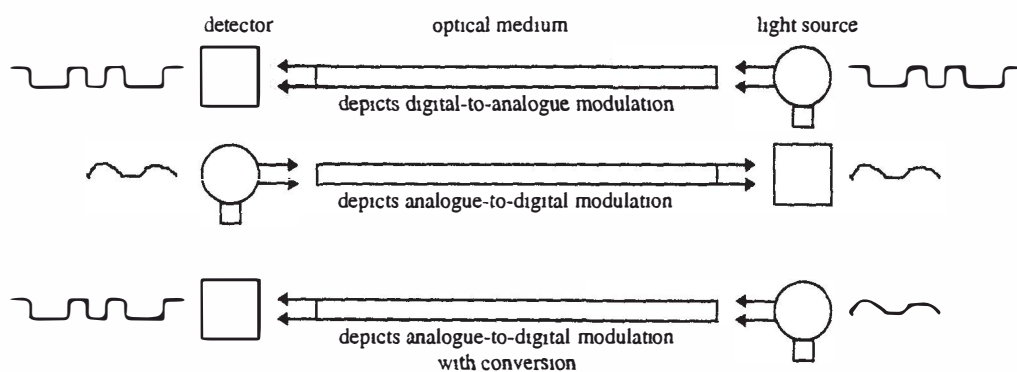 detector optical medium light source
depicts digital-to-analogue modulation
depicts analogue-to-digital modulation
depicts analogue-to-digital modulation
with conversion